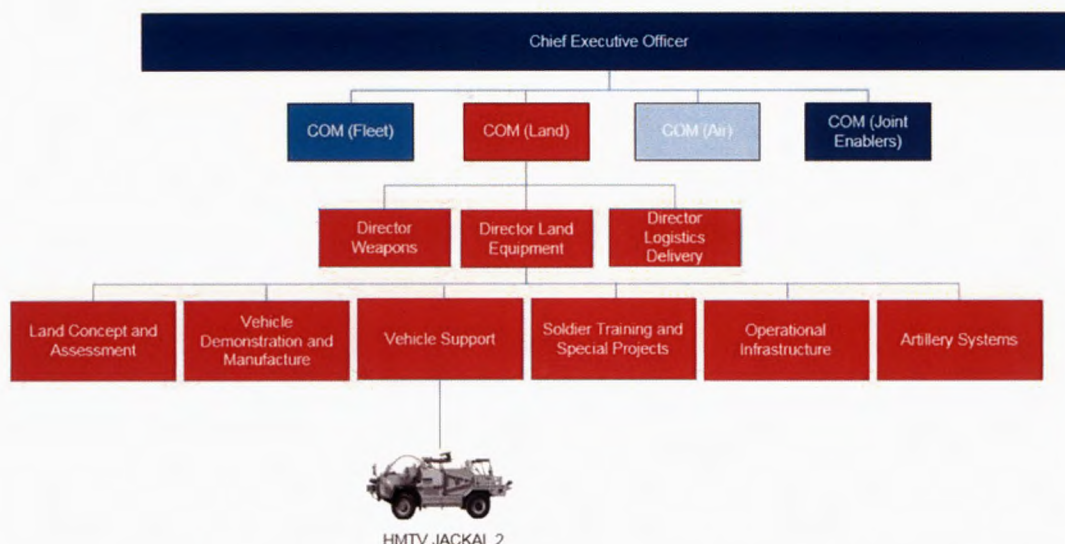 Chief Executive Officer
COM (Fleet)
COM (Land)
COM (Air)
COM (Joint
Enablers)
Director
Weapons
Director Land
Equipment
Director
Logistics
Delivery
Land Concept and
Assessment
Vehicle
Demonstration and
Manufacture
Vehicle Support
Soldier Training and
Special Projects
Operational
Infrastructure
Artillery Systems
HMTV JACKAL 2